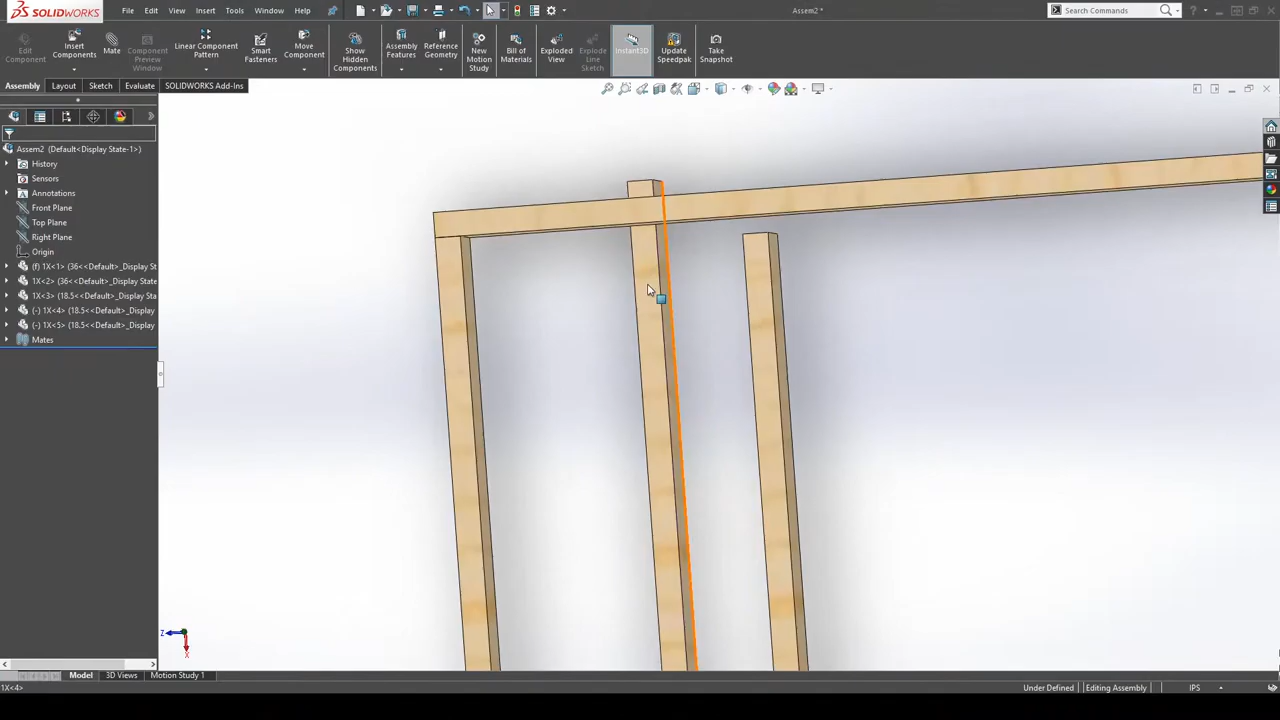 SOLIDWORKS File Edit View Insert Tools Window Help Assem2 * Search Commands
Edit Component
Insert Components
Mate
Component Preview Window
Linear Component Pattern
Smart Fasteners
Move Component
Show Hidden Components
Assembly Features
Reference Geometry
New Motion Study
Bill of Materials
Exploded View
Explode Line Sketch
Instant3D
Update Speedpak
Take Snapshot
Assembly Layout Sketch Evaluate SOLIDWORKS Add-Ins
Assem2 (Default<Display State-1>)
History
Sensors
Annotations
Front Plane
Top Plane
Right Plane
Origin
(f) 1X<1> (36<<Default>_Display St
1X<2> (36<<Default>_Display State
1X<3> (18.5<<Default>_Display Sta
(-) 1X<4> (18.5<<Default>_Display
(-) 1X<5> (18.5<<Default>_Display
Mates
Z
X
Model 3D Views Motion Study 1
1X<4> Under Defined Editing Assembly IPS